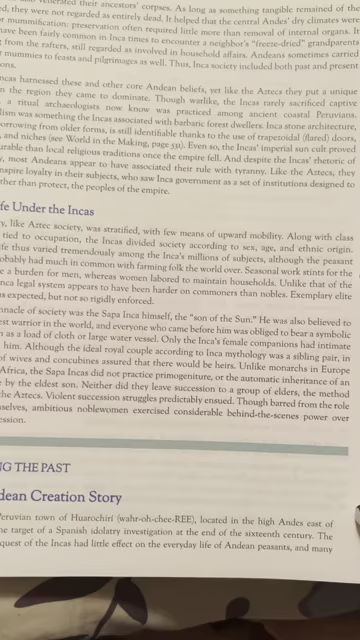 venerated their ancestors' corpses. As long as something tangible remained of the
ed, they were not regarded as entirely dead. It helped that the central Andes' dry climates were
mummification: preservation often required little more than removal of internal organs. It
have been fairly common in Inca times to encounter a neighbor's "freeze-dried" grandparents
from the rafters, still regarded as involved in household affairs. Andeans sometimes carried
mummies to feasts and pilgrimages as well. Thus, Inca society included both past and present
ons.
ncas harnessed these and other core Andean beliefs, yet like the Aztecs they put a unique
n the region they came to dominate. Though warlike, the Incas rarely sacrificed captive
a ritual archaeologists now know was practiced among ancient coastal Peruvians.
lism was something the Incas associated with barbaric forest dwellers. Inca stone architecture,
orrowing from older forms, is still identifiable thanks to the use of trapezoidal (flared) doors,
and niches (see World in the Making, page 531). Even so, the Incas' imperial sun cult proved
urable than local religious traditions once the empire fell. And despite the Incas' rhetoric of
y, most Andeans appear to have associated their rule with tyranny. Like the Aztecs, they
nspire loyalty in their subjects, who saw Inca government as a set of institutions designed to
ther than protect, the peoples of the empire.
fe Under the Incas
y, like Aztec society, was stratified, with few means of upward mobility. Along with class
tied to occupation, the Incas divided society according to sex, age, and ethnic origin.
ife thus varied tremendously among the Inca's millions of subjects, although the peasant
obably had much in common with farming folk the world over. Seasonal work stints for the
e a burden for men, whereas women labored to maintain households. Unlike that of the
nca legal system appears to have been harder on commoners than nobles. Exemplary elite
s expected, but not so rigidly enforced.
nnacle of society was the Sapa Inca himself, the "son of the Sun." He was also believed to
est warrior in the world, and everyone who came before him was obliged to bear a symbolic
as a load of cloth or large water vessel. Only the Inca's female companions had intimate
him. Although the ideal royal couple according to Inca mythology was a sibling pair, in
of wives and concubines assured that there would be heirs. Unlike monarchs in Europe
Africa, the Sapa Incas did not practice primogeniture, or the automatic inheritance of an
e by the eldest son. Neither did they leave succession to a group of elders, the method
the Aztecs. Violent succession struggles predictably ensued. Though barred from the role
selves, ambitious noblewomen exercised considerable behind-the-scenes power over
ession.
NG THE PAST
dean Creation Story
Peruvian town of Huarochirí (wahr-oh-chee-REE), located in the high Andes east of
he target of a Spanish idolatry investigation at the end of the sixteenth century. The
quest of the Incas had little effect on the everyday life of Andean peasants, and many